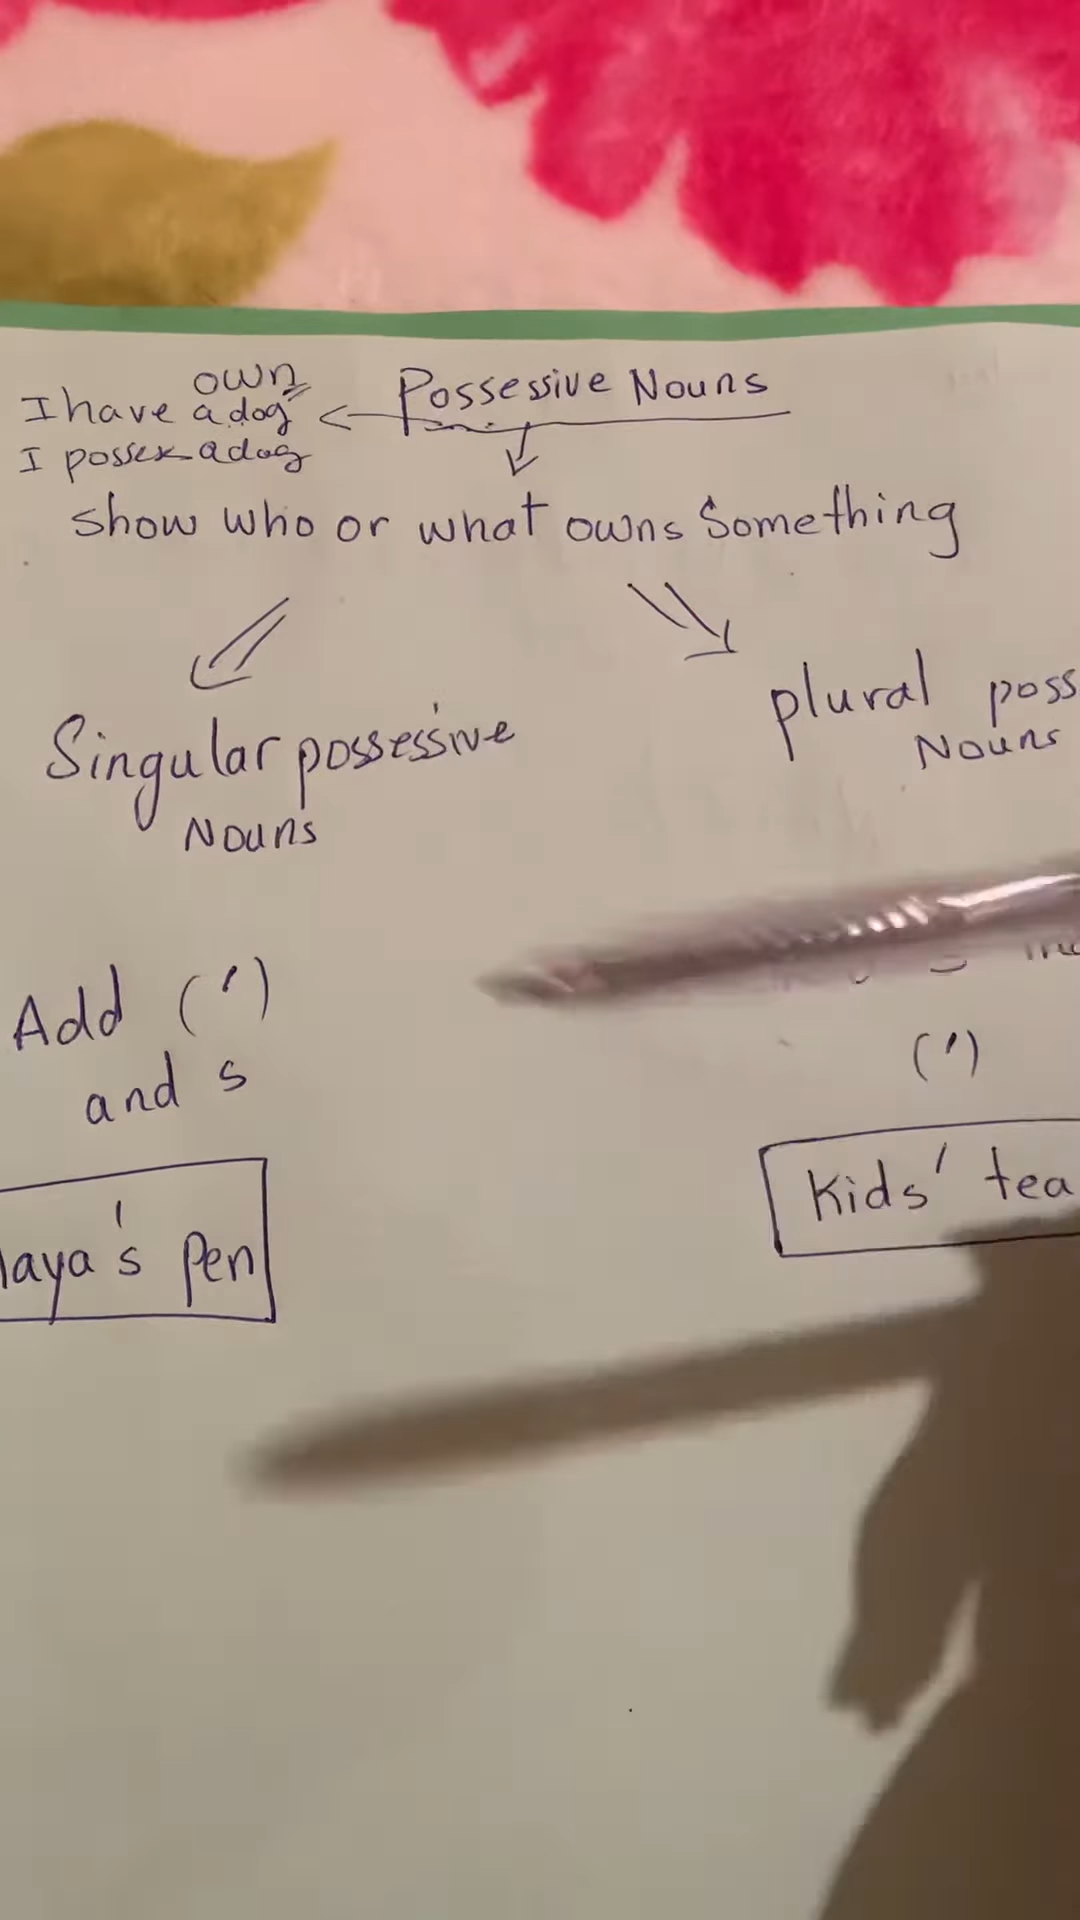 Possessive Nouns
own
I have a dog
I possex a dog
show who or what owns Something
Singular possessive
Nouns
plural poss
Nouns
Add (')
and s
(')
aya's pen
Kids' tea